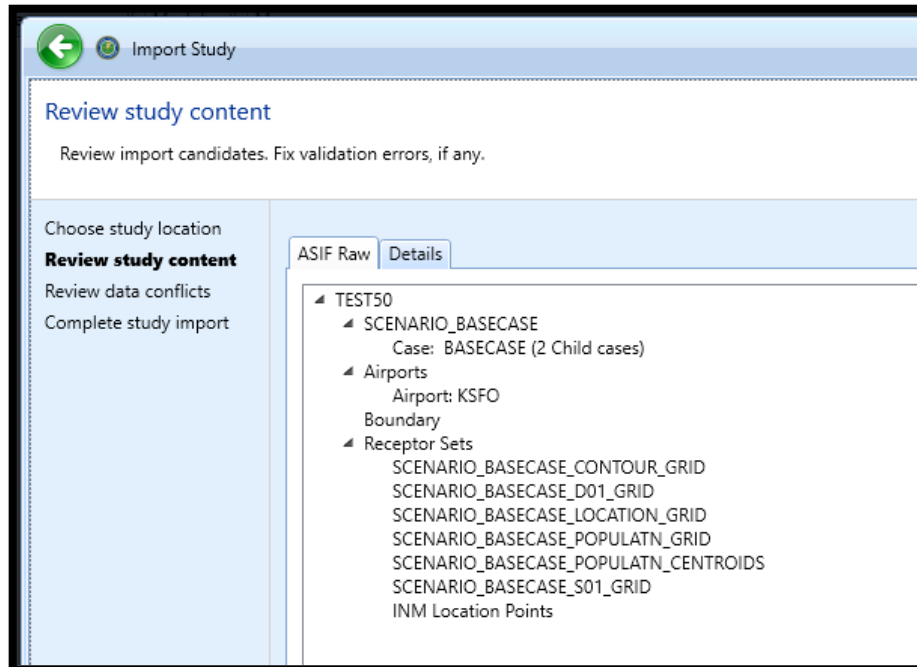 Import Study
Review study content
Review import candidates. Fix validation errors, if any.
Choose study location
Review study content
Review data conflicts
Complete study import
ASIF Raw
Details
TEST50
SCENARIO_BASECASE
Case:  BASECASE (2 Child cases)
Airports
Airport: KSFO
Boundary
Receptor Sets
SCENARIO_BASECASE_CONTOUR_GRID
SCENARIO_BASECASE_D01_GRID
SCENARIO_BASECASE_LOCATION_GRID
SCENARIO_BASECASE_POPULATN_GRID
SCENARIO_BASECASE_POPULATN_CENTROIDS
SCENARIO_BASECASE_S01_GRID
INM Location Points